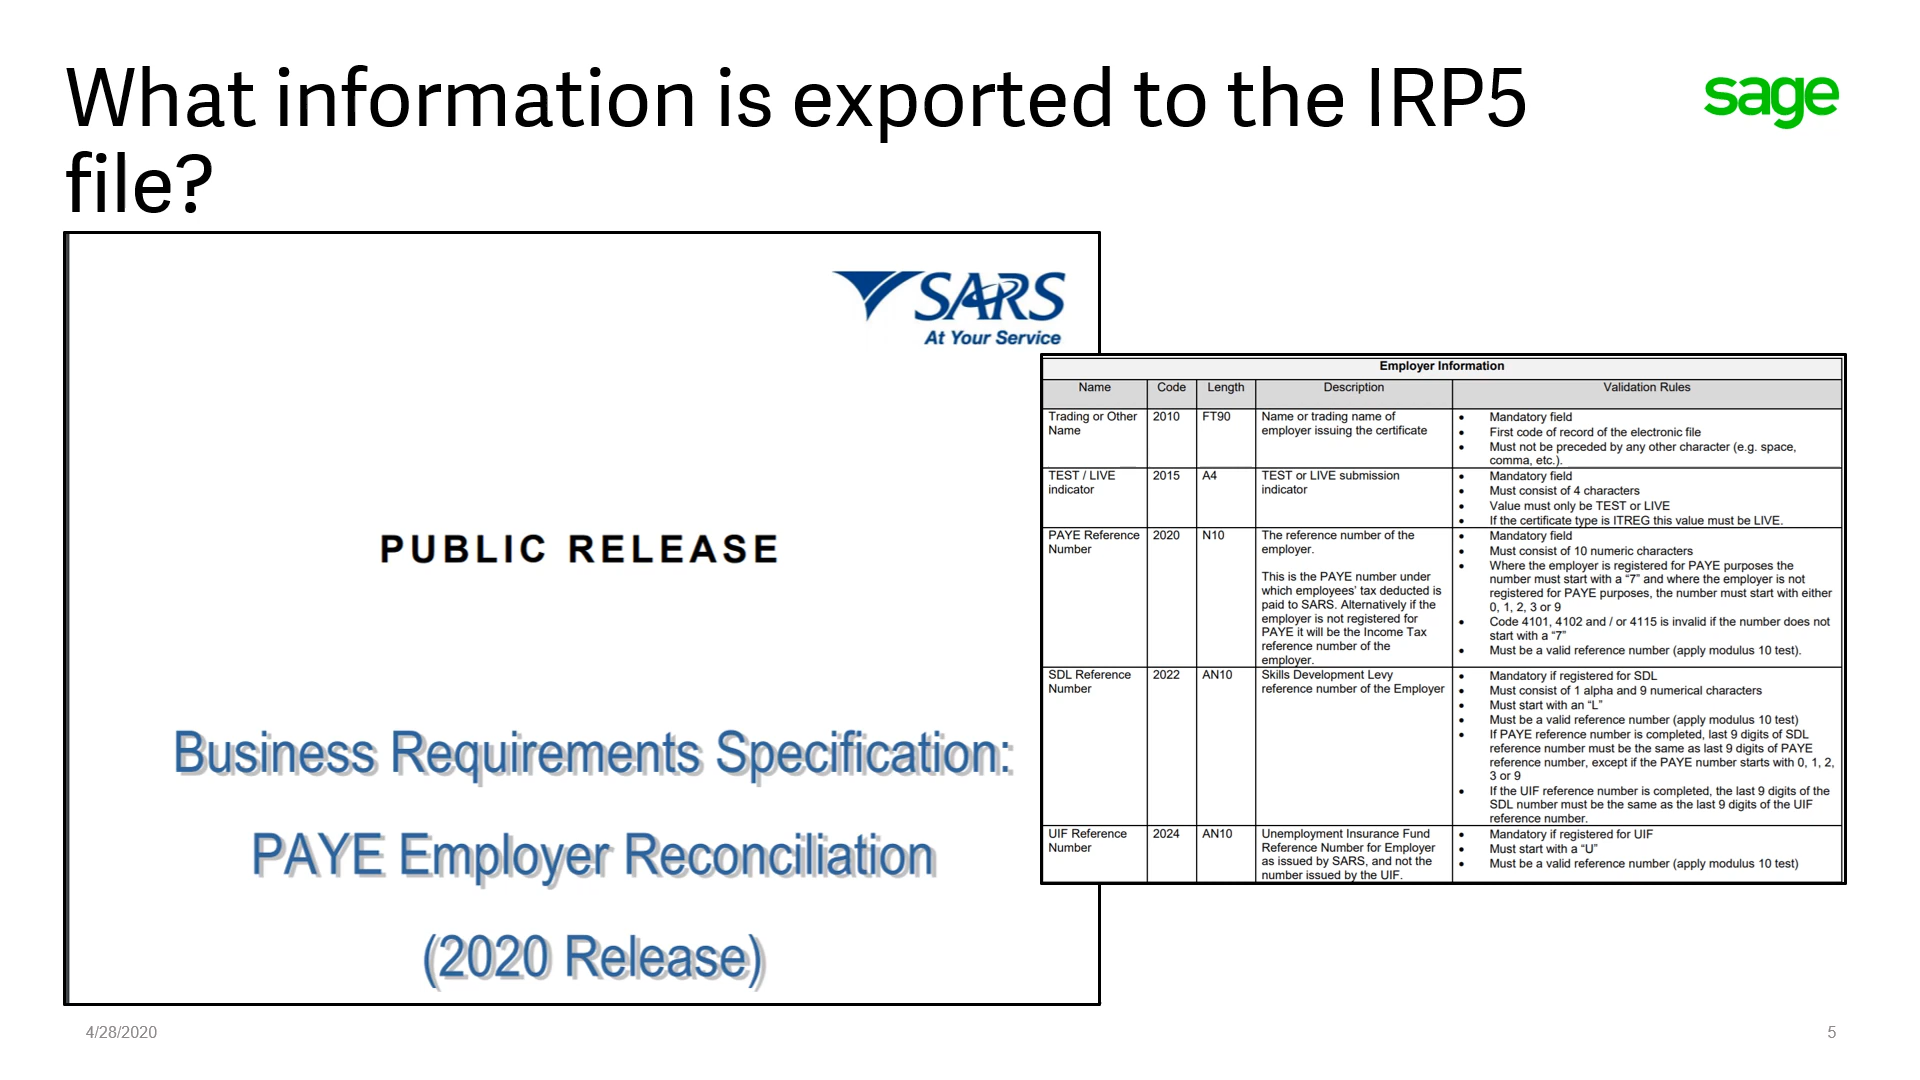 What information is exported to the IRP5
file?
sage
SARS
At Your Service
PUBLIC RELEASE
Business Requirements Specification:
PAYE Employer Reconciliation
(2020 Release)
Employer Information
Name Code Length Description Validation Rules
Trading or Other
Name
2010
FT90
Name or trading name of
employer issuing the certificate
• Mandatory field
• First code of record of the electronic file
• Must not be preceded by any other character (e.g. space,
comma, etc.).
TEST / LIVE
indicator
2015
A4
TEST or LIVE submission
indicator
• Mandatory field
• Must consist of 4 characters
• Value must only be TEST or LIVE
• If the certificate type is ITREG this value must be LIVE.
PAYE Reference
Number
2020
N10
The reference number of the
employer.
This is the PAYE number under
which employees' tax deducted is
paid to SARS. Alternatively if the
employer is not registered for
PAYE it will be the Income Tax
reference number of the
employer.
• Mandatory field
• Must consist of 10 numeric characters
• Where the employer is registered for PAYE purposes the
number must start with a “7” and where the employer is not
registered for PAYE purposes, the number must start with either
0, 1, 2, 3 or 9
• Code 4101, 4102 and / or 4115 is invalid if the number does not
start with a “7”
• Must be a valid reference number (apply modulus 10 test).
SDL Reference
Number
2022
AN10
Skills Development Levy
reference number of the Employer
• Mandatory if registered for SDL
• Must consist of 1 alpha and 9 numerical characters
• Must start with an “L”
• Must be a valid reference number (apply modulus 10 test)
• If PAYE reference number is completed, last 9 digits of SDL
reference number must be the same as last 9 digits of PAYE
reference number, except if the PAYE number starts with 0, 1, 2,
3 or 9
• If the UIF reference number is completed, the last 9 digits of the
SDL number must be the same as the last 9 digits of the UIF
reference number.
UIF Reference
Number
2024
AN10
Unemployment Insurance Fund
Reference Number for Employer
as issued by SARS, and not the
number issued by the UIF.
• Mandatory if registered for UIF
• Must start with a “U”
• Must be a valid reference number (apply modulus 10 test)
4/28/2020
5